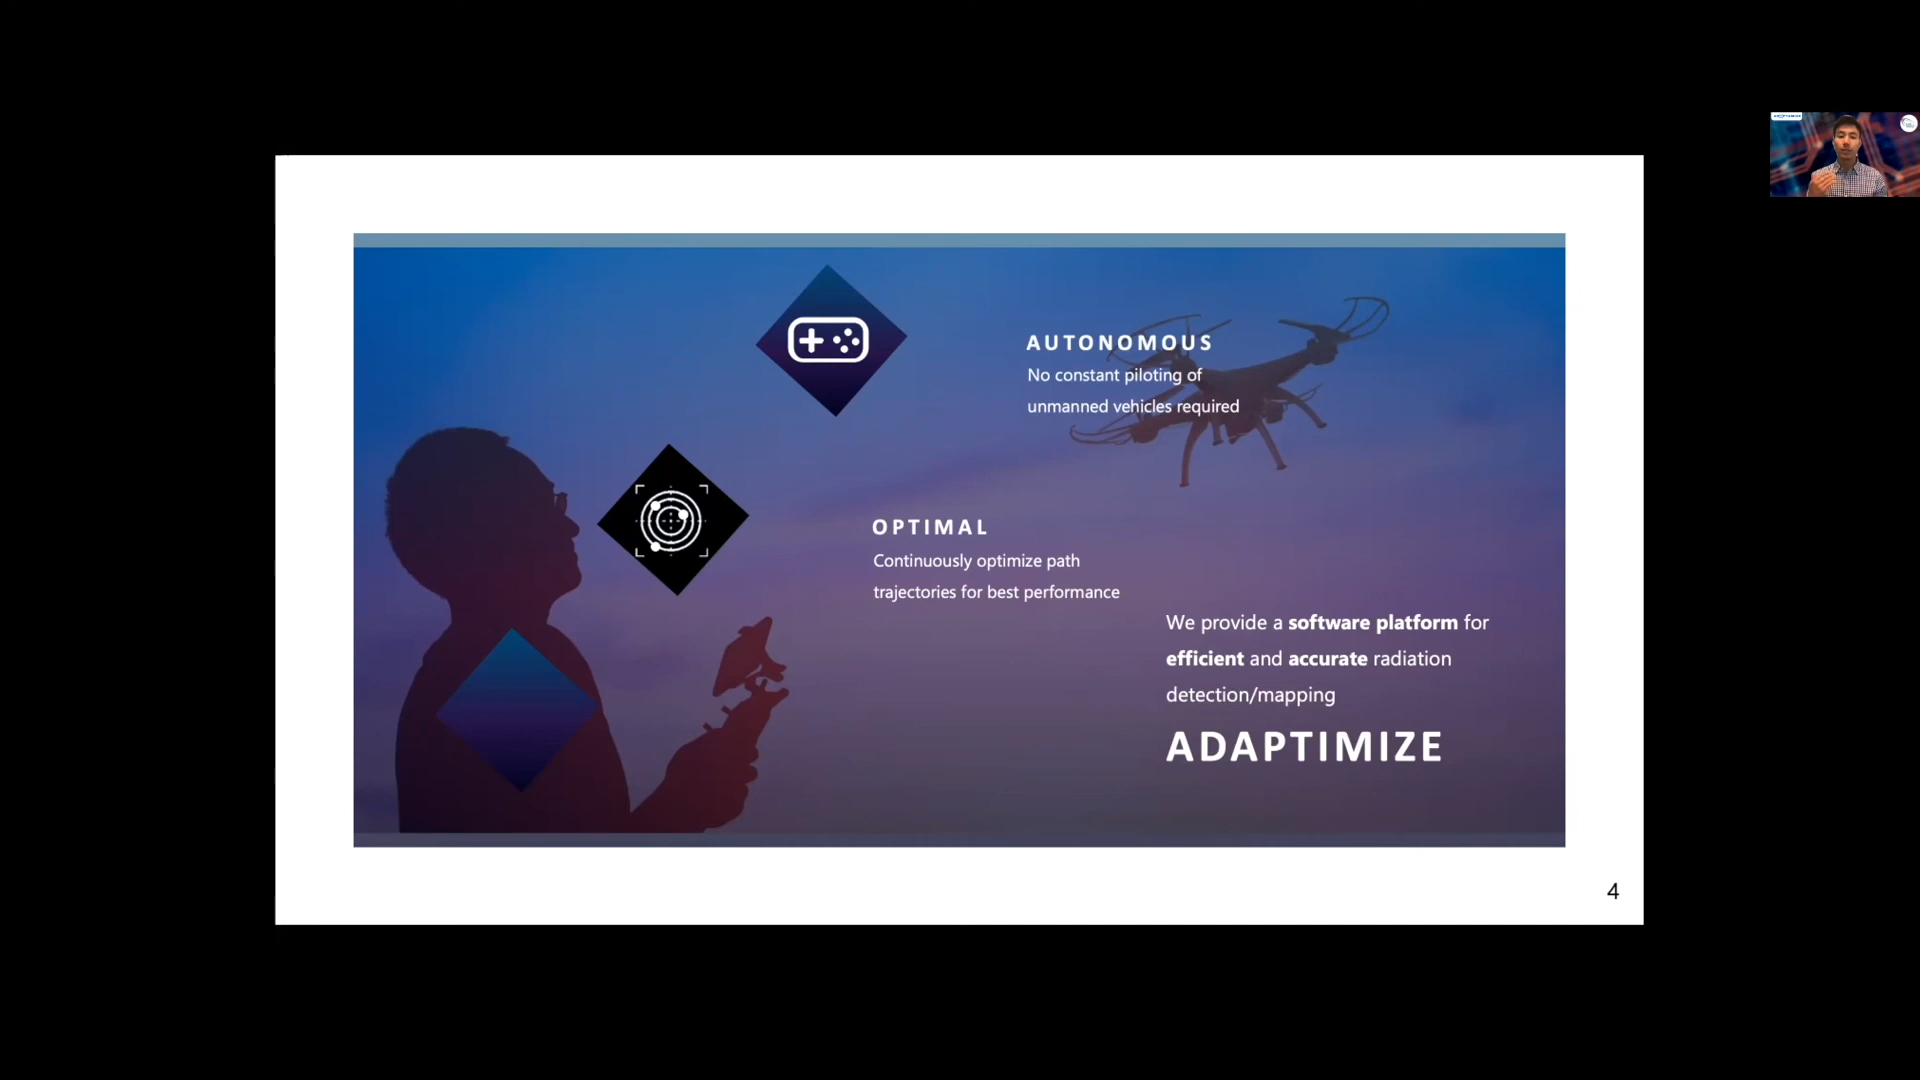 AUTONOMOUS
No constant piloting of
unmanned vehicles required
OPTIMAL
Continuously optimize path
trajectories for best performance
We provide a software platform for
efficient and accurate radiation
detection/mapping
ADAPTIMIZE
4